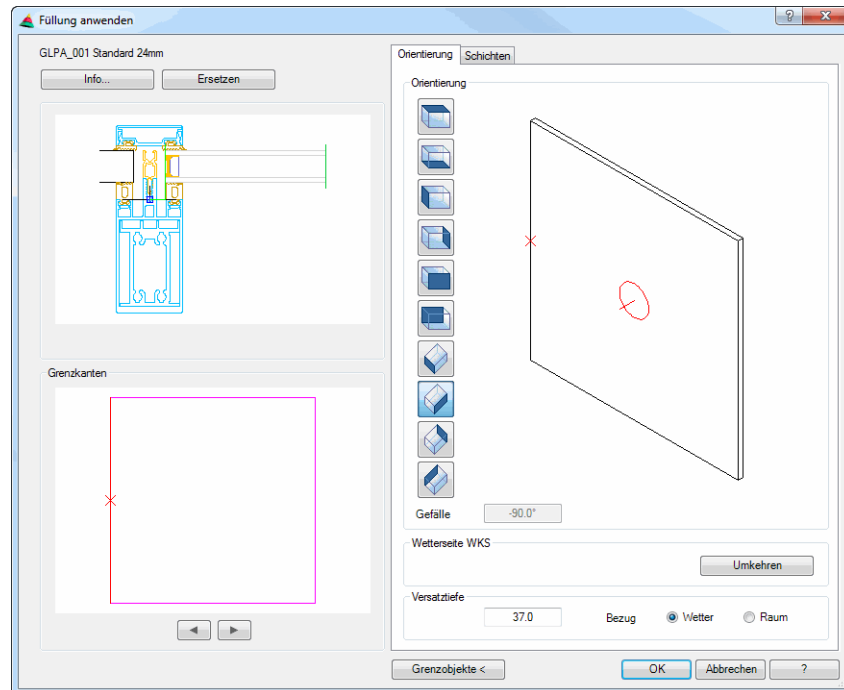 Füllung anwenden
GLPA_001 Standard 24mm
Info... Ersetzen
Grenzkanten
Orientierung Schichten
Orientierung
Gefälle -90.0°
Wetterseite WKS
Umkehren
Versatztiefe
37.0 Bezug Wetter Raum
Grenzobjekte < OK Abbrechen ?